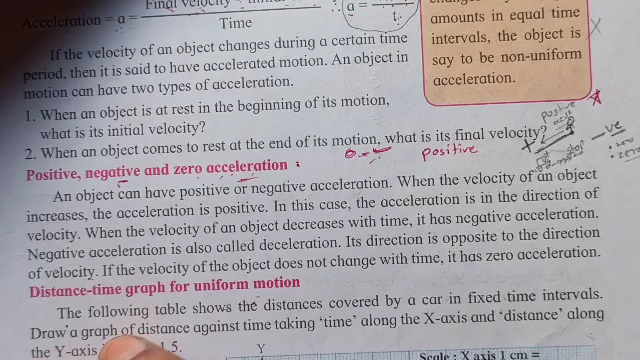 Acceleration = a =
Time
∴ a =
t
amounts in equal time
intervals, the object is
say to be non-uniform
acceleration.
If the velocity of an object changes during a certain time
period, then it is said to have accelerated motion. An object in
motion can have two types of acceleration.
1. When an object is at rest in the beginning of its motion,
what is its initial velocity?
2. When an object comes to rest at the end of its motion, what is its final velocity?
positive
Positive, negative and zero acceleration :
An object can have positive or negative acceleration. When the velocity of an object
increases, the acceleration is positive. In this case, the acceleration is in the direction of
velocity. When the velocity of an object decreases with time, it has negative acceleration.
Negative acceleration is also called deceleration. Its direction is opposite to the direction
of velocity. If the velocity of the object does not change with time, it has zero acceleration.
Distance-time graph for uniform motion
The following table shows the distances covered by a car in fixed time intervals.
Draw a graph of distance against time taking 'time' along the X-axis and 'distance' along
the Y-axis 1.5.
Y
Scale : X axis 1 cm =